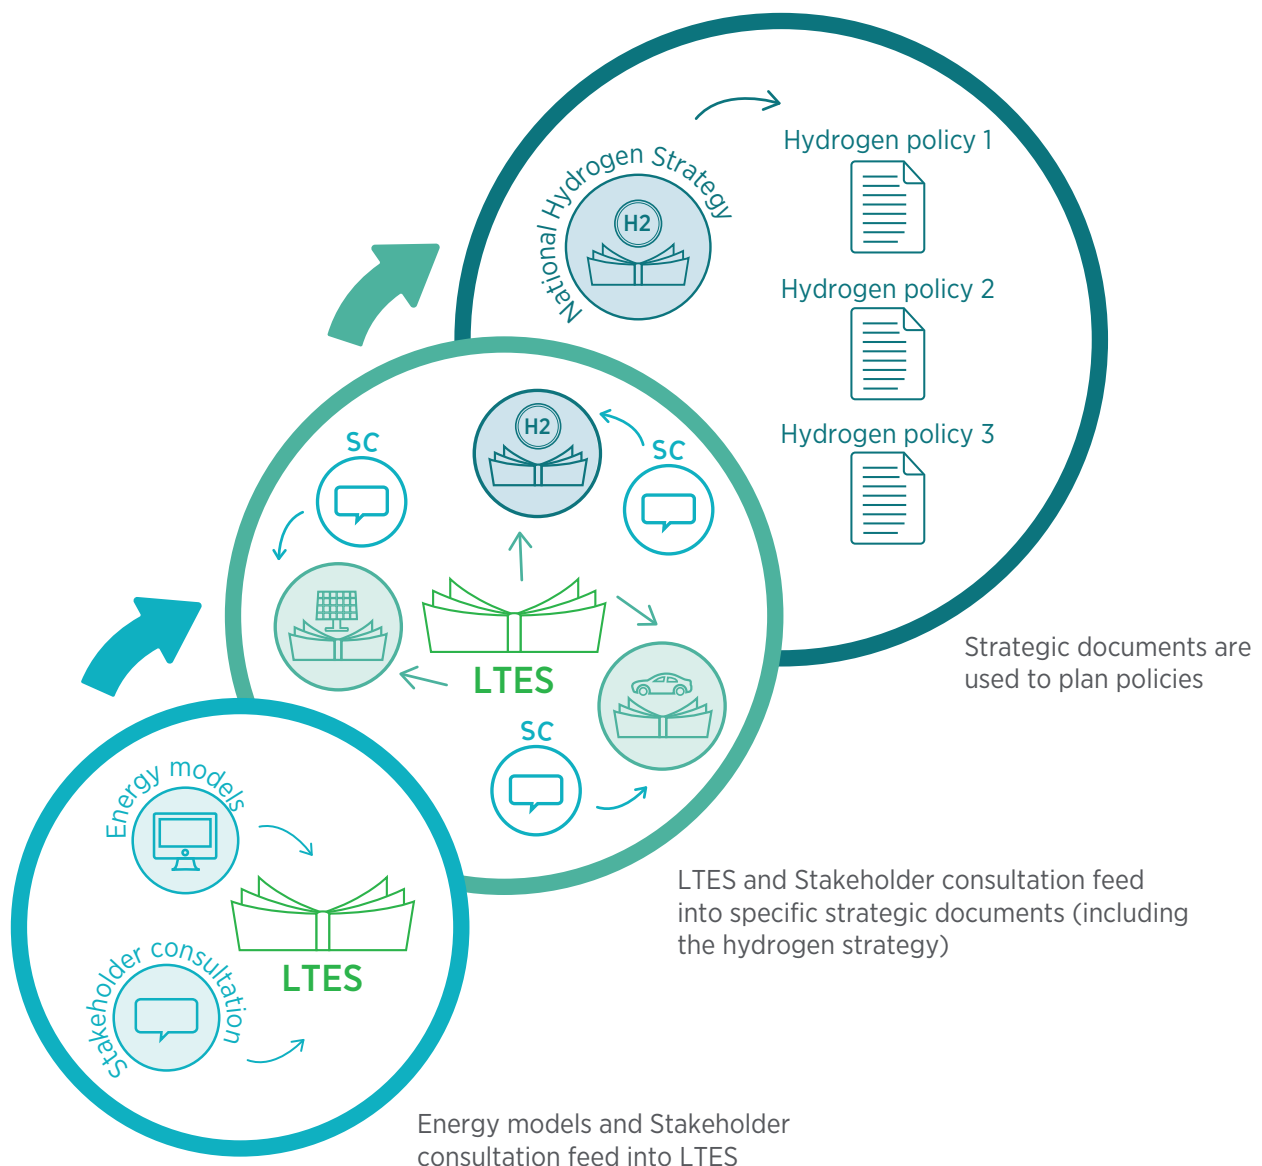 National Hydrogen Strategy
H2
Hydrogen policy 1
Hydrogen policy 2
Hydrogen policy 3
Strategic documents are
used to plan policies
H2
SC
SC
LTES
SC
LTES and Stakeholder consultation feed
into specific strategic documents (including
the hydrogen strategy)
Energy models
Stakeholder consultation
LTES
Energy models and Stakeholder
consultation feed into LTES